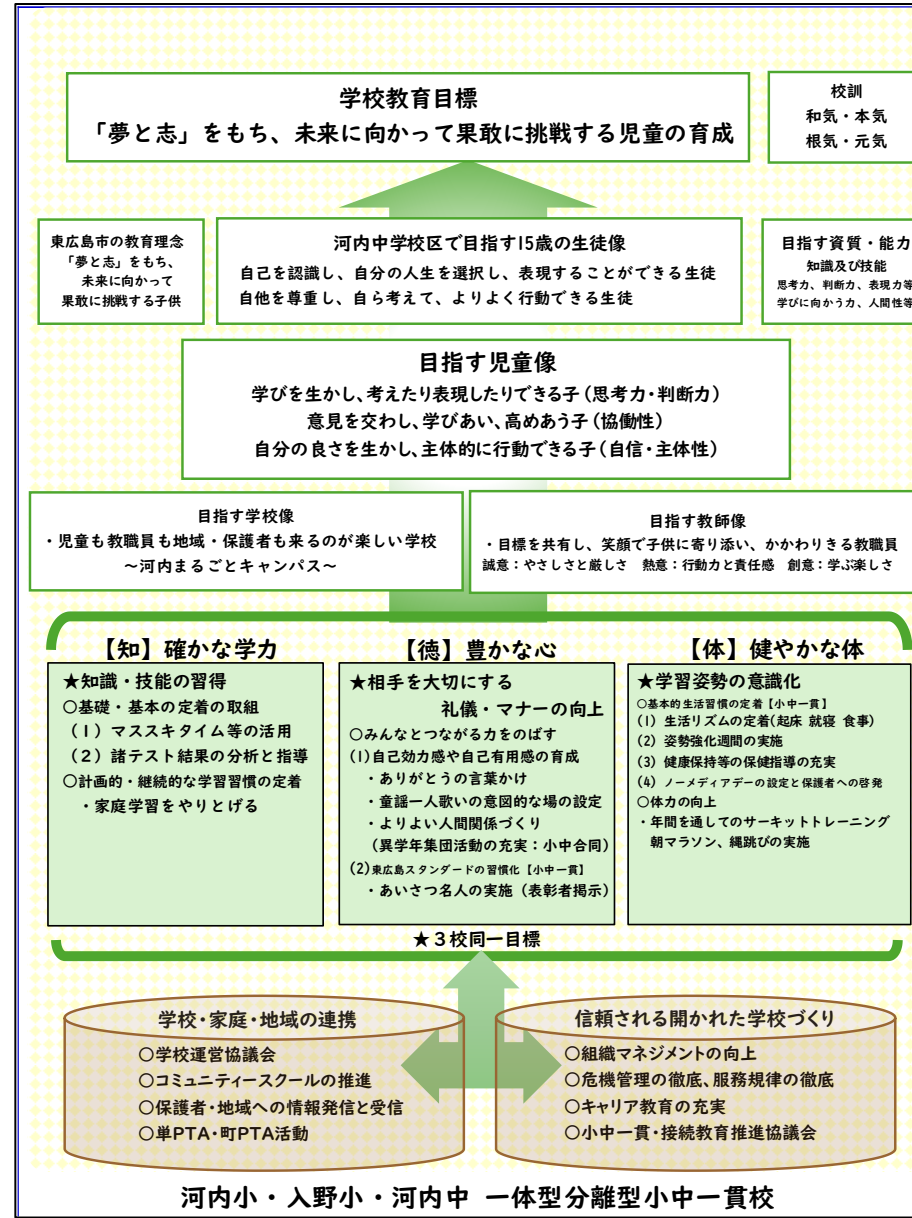 学校教育目標
「夢と志」をもち、未来に向かって果敢に挑戦する児童の育成
校訓
和気・本気
根気・元気
東広島市の教育理念
「夢と志」をもち、
未来に向かって
果敢に挑戦する子供
河内中学校区で目指す15歳の生徒像
自己を認識し、自分の人生を選択し、表現することができる生徒
自他を尊重し、自ら考えて、よりよく行動できる生徒
目指す資質・能力
知識及び技能
思考力、判断力、表現力等
学びに向かう力、人間性等
目指す児童像
学びを生かし、考えたり表現したりできる子(思考力・判断力)
意見を交わし、学びあい、高めあう子(協働性)
自分の良さを生かし、主体的に行動できる子(自信・主体性)
目指す学校像
・児童も教職員も地域・保護者も来るのが楽しい学校
～河内まるごとキャンパス～
目指す教師像
・目標を共有し、笑顔で子供に寄り添い、かかわりきる教職員
誠意：やさしさと厳しさ　熱意：行動力と責任感　創意：学ぶ楽しさ
【知】確かな学力
★知識・技能の習得
○基礎・基本の定着の取組
(1)マススキタイム等の活用
(2)諸テスト結果の分析と指導
○計画的・継続的な学習習慣の定着
・家庭学習をやりとげる
【徳】豊かな心
★相手を大切にする
礼儀・マナーの向上
○みんなとつながる力をのばす
(1)自己効力感や自己有用感の育成
・ありがとうの言葉かけ
・童謡一人歌いの意図的な場の設定
・よりよい人間関係づくり
(異学年集団活動の充実：小中合同)
(2)東広島スタンダードの習慣化【小中一貫】
・あいさつ名人の実施(表彰者掲示)
【体】健やかな体
★学習姿勢の意識化
○基本的生活習慣の定着【小中一貫】
(1)生活リズムの定着(起床 就寝 食事)
(2)姿勢強化週間の実施
(3)健康保持等の保健指導の充実
(4)ノーメディアデーの設定と保護者への啓発
○体力の向上
・年間を通してのサーキットトレーニング
朝マラソン、縄跳びの実施
★３校同一目標
学校・家庭・地域の連携
○学校運営協議会
○コミュニティースクールの推進
○保護者・地域への情報発信と受信
○単PTA・町PTA活動
信頼される開かれた学校づくり
○組織マネジメントの向上
○危機管理の徹底、服務規律の徹底
○キャリア教育の充実
○小中一貫・接続教育推進協議会
河内小・入野小・河内中 一体型分離型小中一貫校